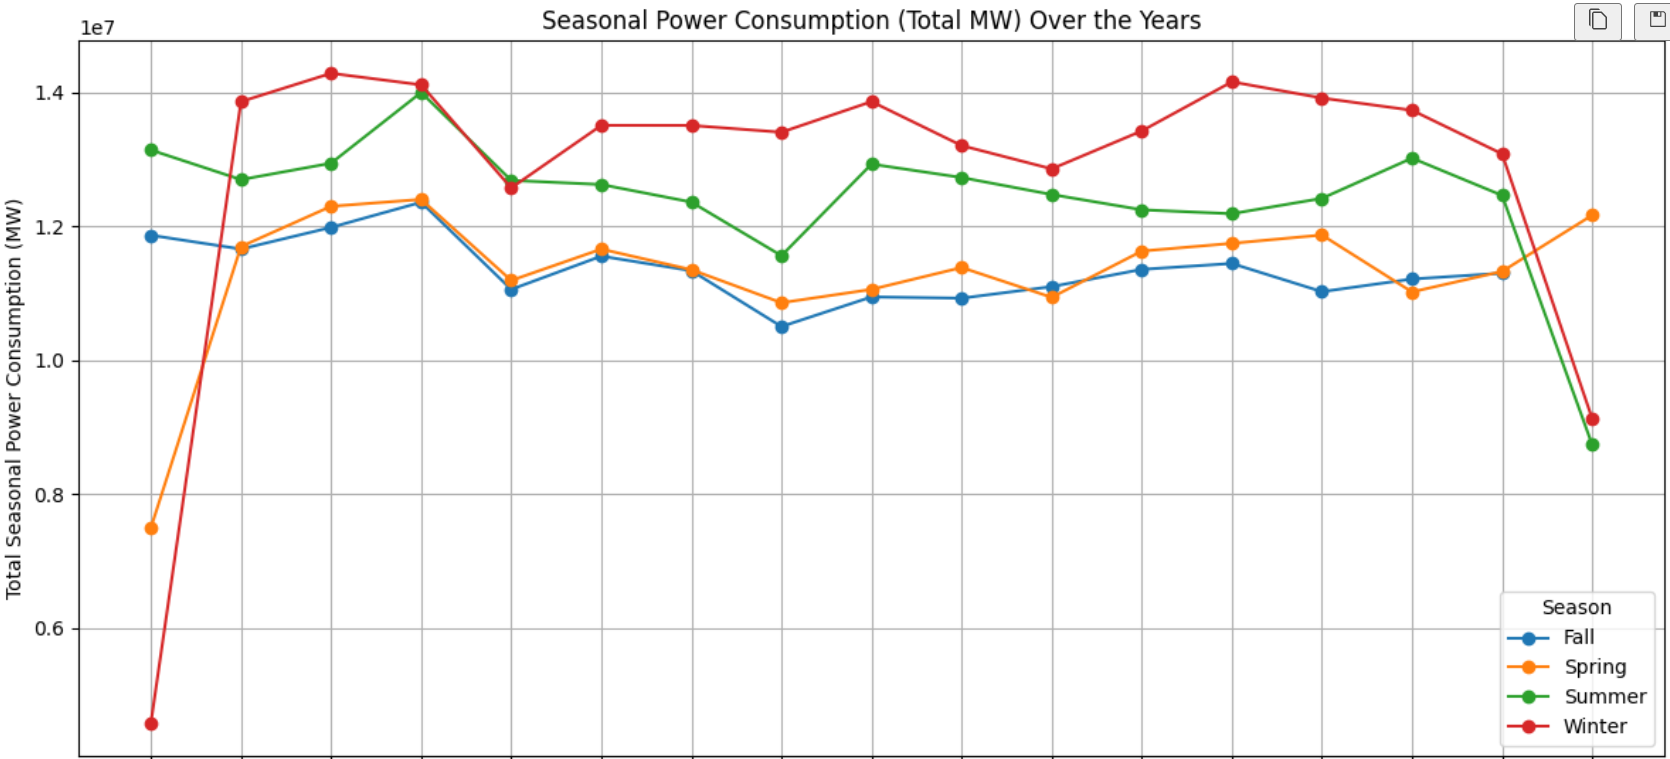 Seasonal Power Consumption (Total MW) Over the Years
1e7
1.4
1.2
1.0
0.8
0.6
Total Seasonal Power Consumption (MW)
Season
Fall
Spring
Summer
Winter